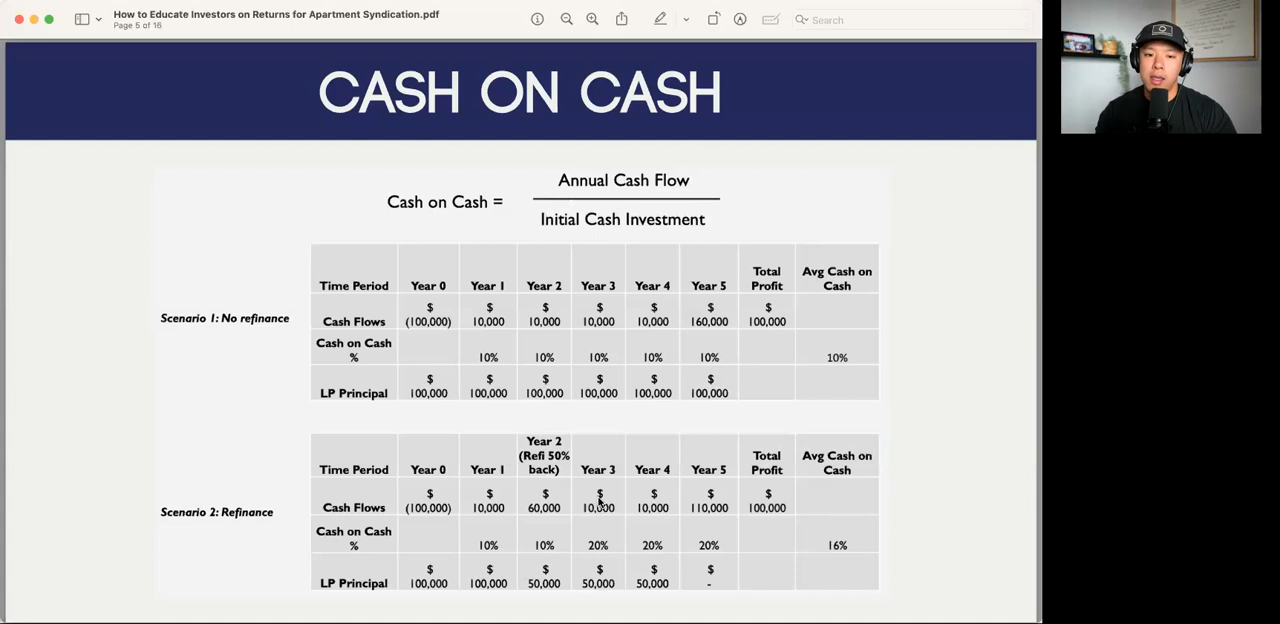 How to Educate Investors on Returns for Apartment Syndication.pdf
Page 5 of 16
Search
CASH ON CASH
Cash on Cash =
Annual Cash Flow
Initial Cash Investment
Scenario 1: No refinance
Time Period Year 0 Year 1 Year 2 Year 3 Year 4 Year 5 Total Profit Avg Cash on Cash
Cash Flows $ (100,000) $ 10,000 $ 10,000 $ 10,000 $ 10,000 $ 160,000 $ 100,000
Cash on Cash % 10% 10% 10% 10% 10% 10%
LP Principal $ 100,000 $ 100,000 $ 100,000 $ 100,000 $ 100,000 $ 100,000
Scenario 2: Refinance
Time Period Year 0 Year 1 Year 2 (Refi 50% back) Year 3 Year 4 Year 5 Total Profit Avg Cash on Cash
Cash Flows $ (100,000) $ 10,000 $ 60,000 $ 10,000 $ 10,000 $ 110,000 $ 100,000
Cash on Cash % 10% 10% 20% 20% 20% 16%
LP Principal $ 100,000 $ 100,000 $ 50,000 $ 50,000 $ 50,000 $ -